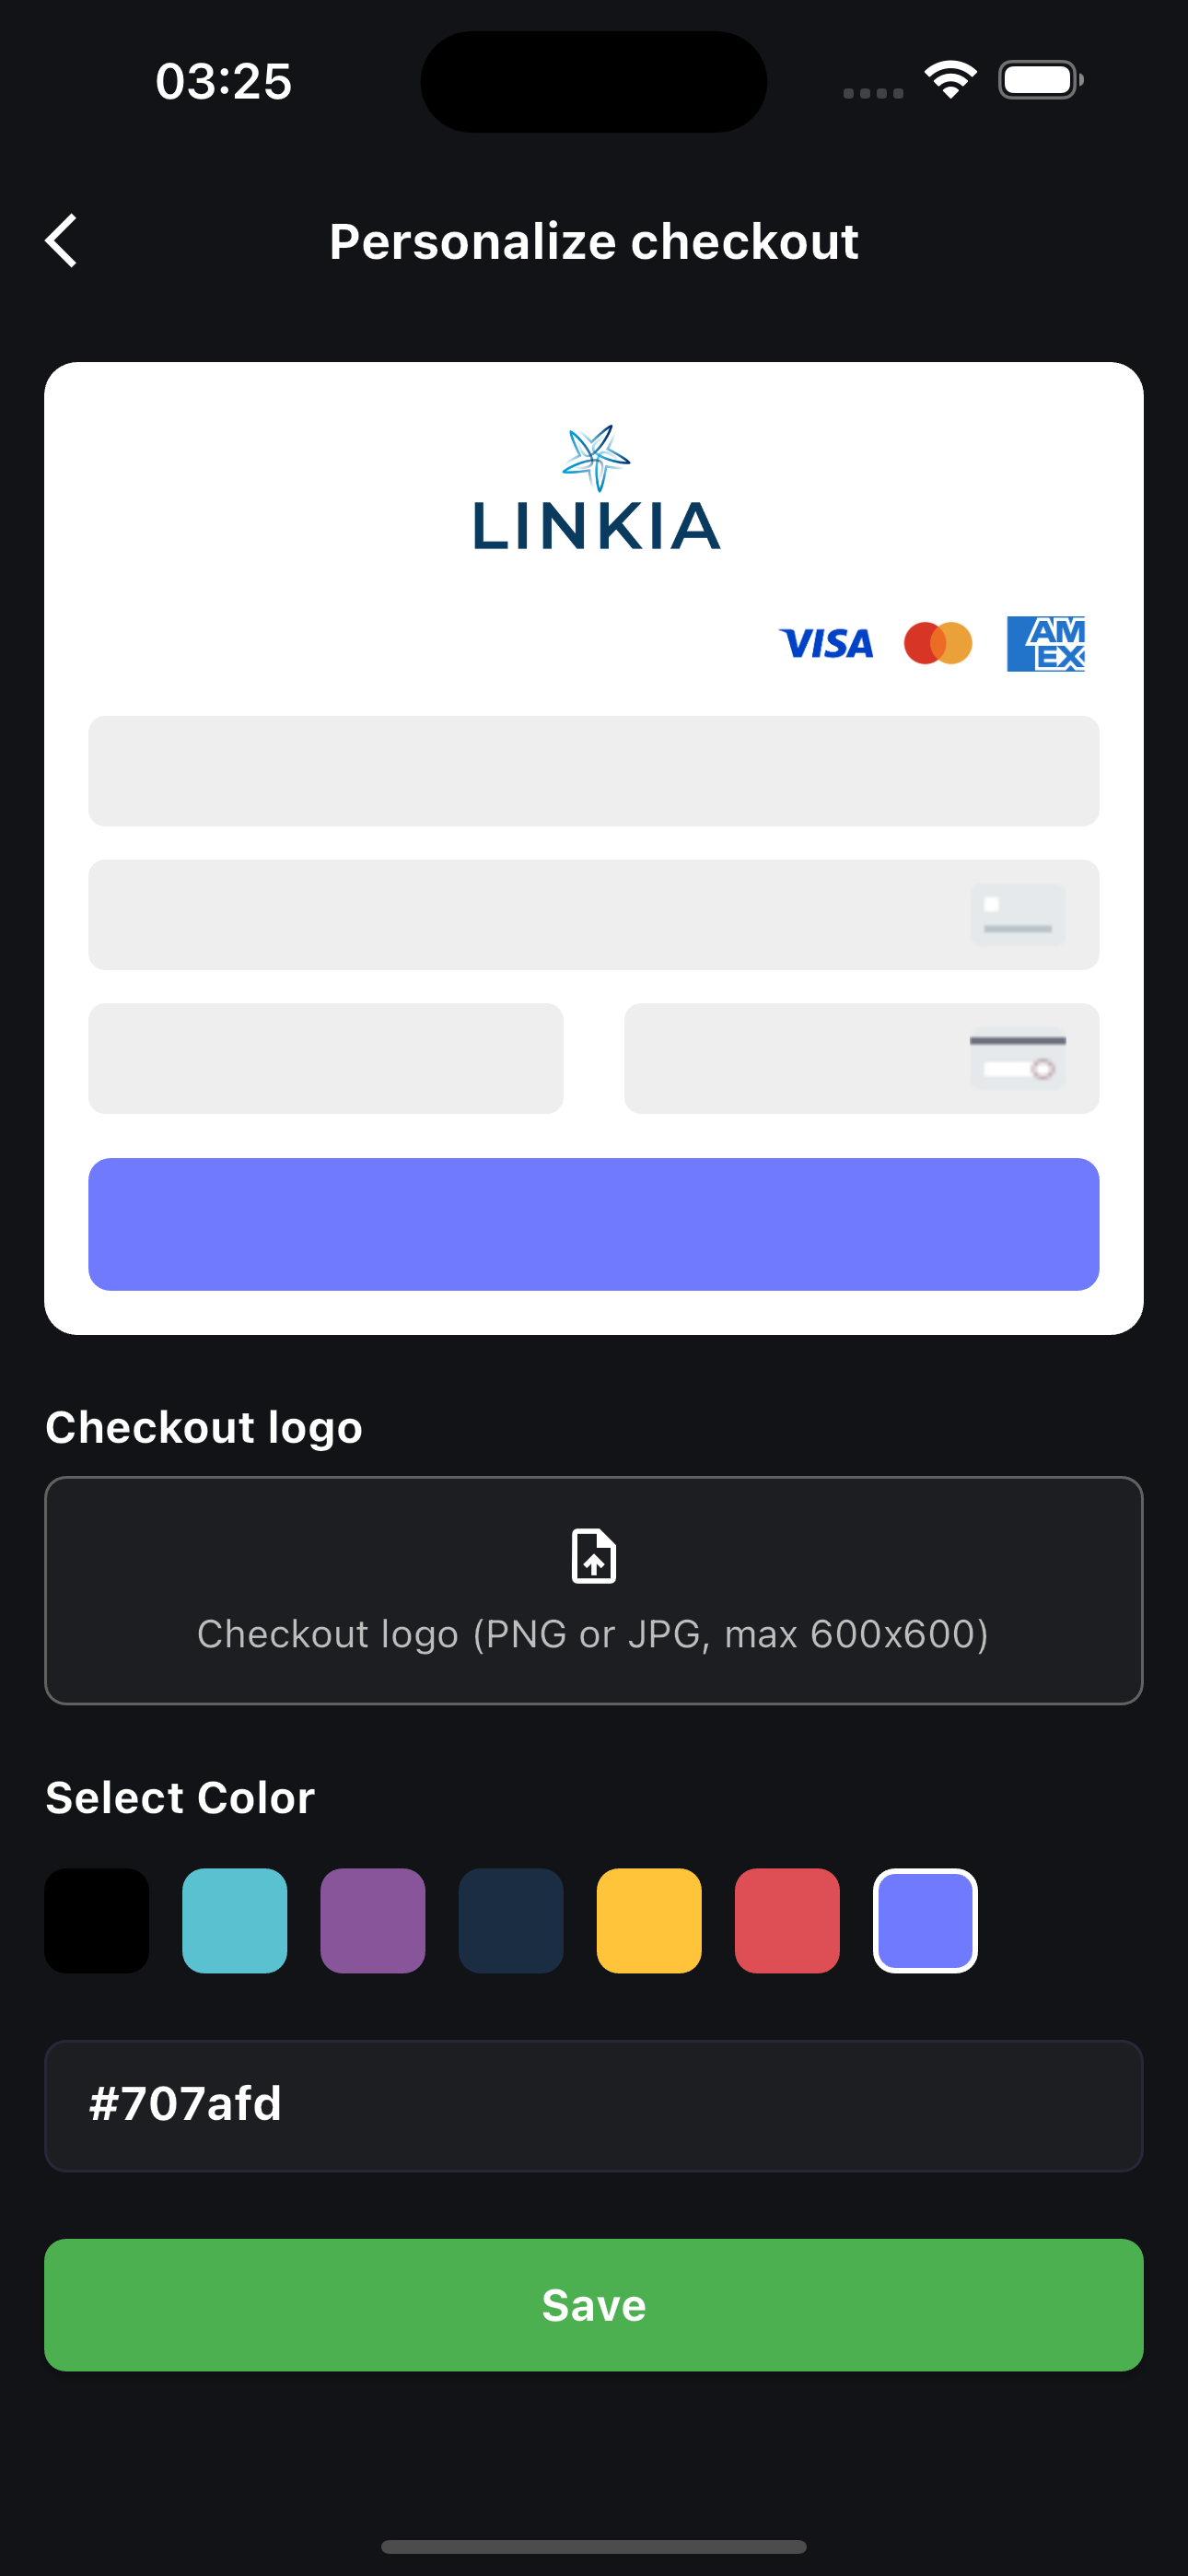 03:25
Personalize checkout
LINKIA
VISA
AM
EX
Checkout logo
Checkout logo (PNG or JPG, max 600x600)
Select Color
#707afd
Save